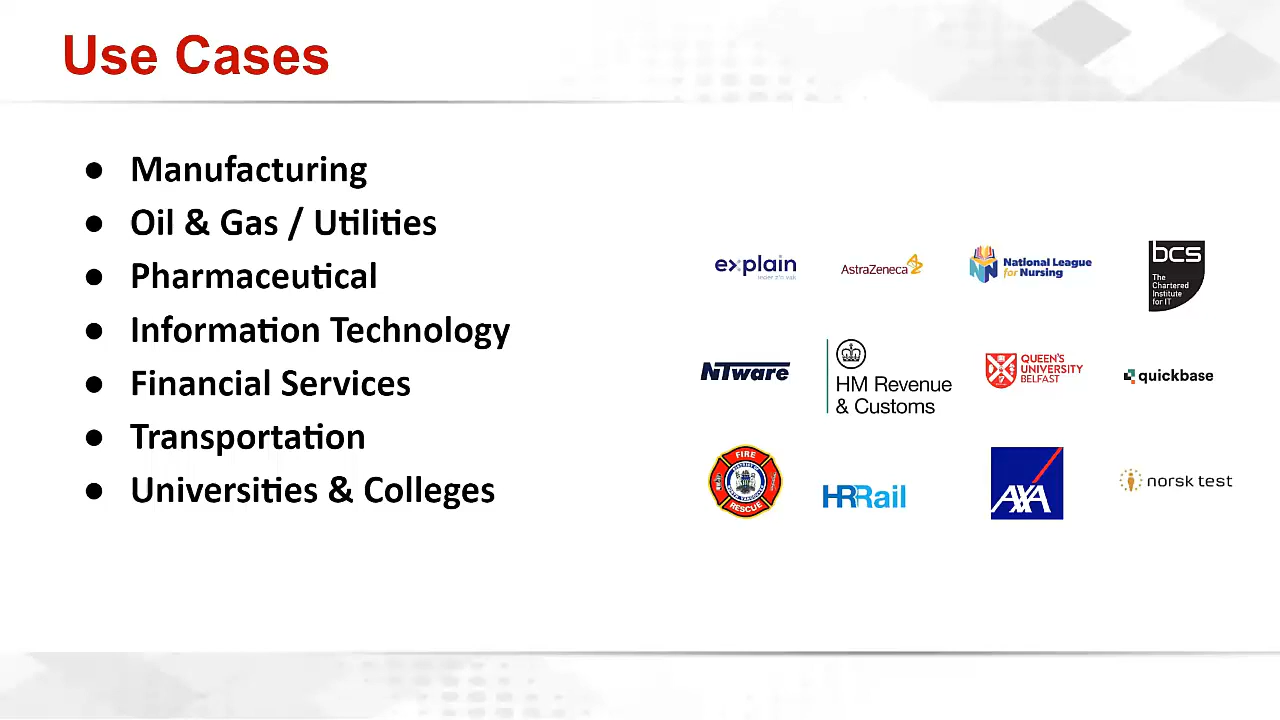 Use Cases
● Manufacturing
● Oil & Gas / Utilities
● Pharmaceutical
● Information Technology
● Financial Services
● Transportation
● Universities & Colleges
explain
AstraZeneca
National League
for Nursing
bcs
The
Chartered
Institute
for IT
NTware
HM Revenue
& Customs
QUEEN'S
UNIVERSITY
BELFAST
quickbase
FIRE
RESCUE
HRRail
AXA
norsk test